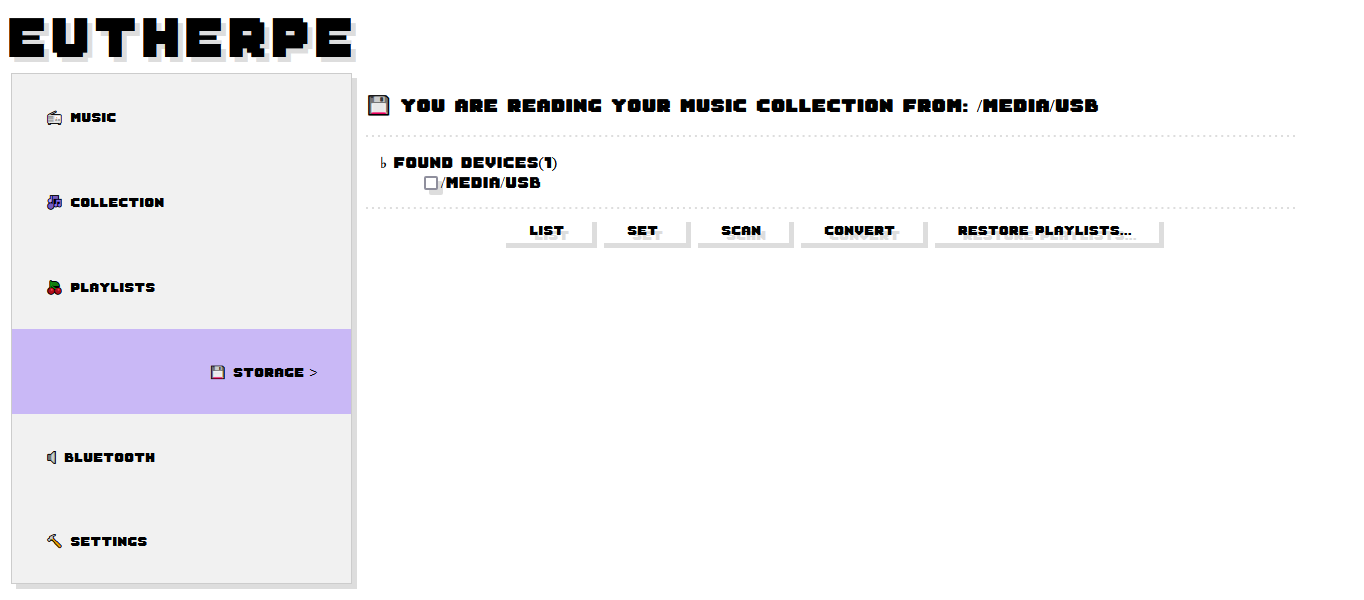 EUTHERPE
MUSIC
COLLECTION
PLAYLISTS
STORAGE >
BLUETOOTH
SETTINGS
YOU ARE READING YOUR MUSIC COLLECTION FROM: /MEDIA/USB
♭ FOUND DEVICES(1)
/MEDIA/USB
LIST SET SCAN CONVERT RESTORE PLAYLISTS...